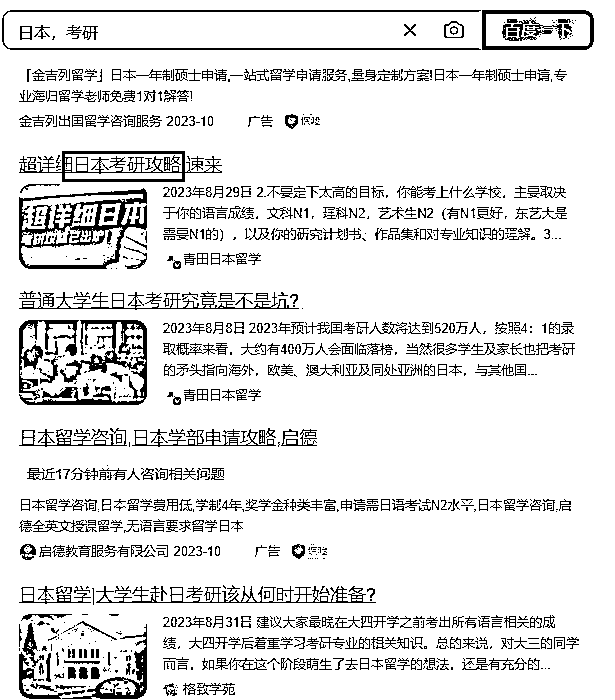 日本，考研
百度一下
「金吉列留学」日本一年制硕士申请,一站式留学申请服务,量身定制方案!日本一年制硕士申请,专
业海归留学老师免费1对1解答!
金吉列出国留学咨询服务 2023-10 广告
超详细日本考研攻略 速来
超详细日本
2023年8月29日 2.不要定下太高的目标，你能考上什么学校，主要取决
于你的语言成绩，文科N1，理科N2，艺术生N2（有N1更好，东艺大是
需要N1的），以及你的研究计划书、作品集和对专业知识的理解。3...
青田日本留学
普通大学生日本考研究竟是不是坑?
2023年8月8日 2023年预计我国考研人数将达到520万人，按照4：1的录
取概率来看，大约有400万人会面临落榜，当然很多学生及家长也把考研
的矛头指向海外，欧美、澳大利亚及同处亚洲的日本，与其他国...
青田日本留学
日本留学咨询,日本学部申请攻略,启德
最近17分钟前有人咨询相关问题
日本留学咨询,日本留学费用低,学制4年,奖学金种类丰富,申请需日语考试N2水平,日本留学咨询,启
德全英文授课留学,无语言要求留学日本
启德教育服务有限公司 2023-10 广告
日本留学|大学生赴日考研该从何时开始准备?
2023年8月31日 建议大家最晚在大四开学之前考出所有语言相关的成
绩，大四开学后着重学习考研专业的相关知识。总的来说，对大三的同学
而言，如果你在这个阶段萌生了去日本留学的想法，还是有充分的...
格致学苑